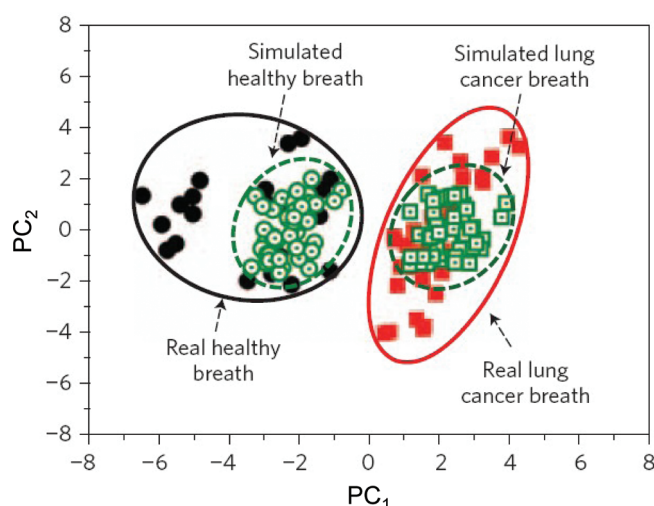 8
6
4
2
0
−2
−4
−6
−8
PC2
Simulated
healthy breath
Simulated lung
cancer breath
Real healthy
breath
Real lung
cancer breath
−8 −6 −4 −2 0 2 4 6 8
PC1